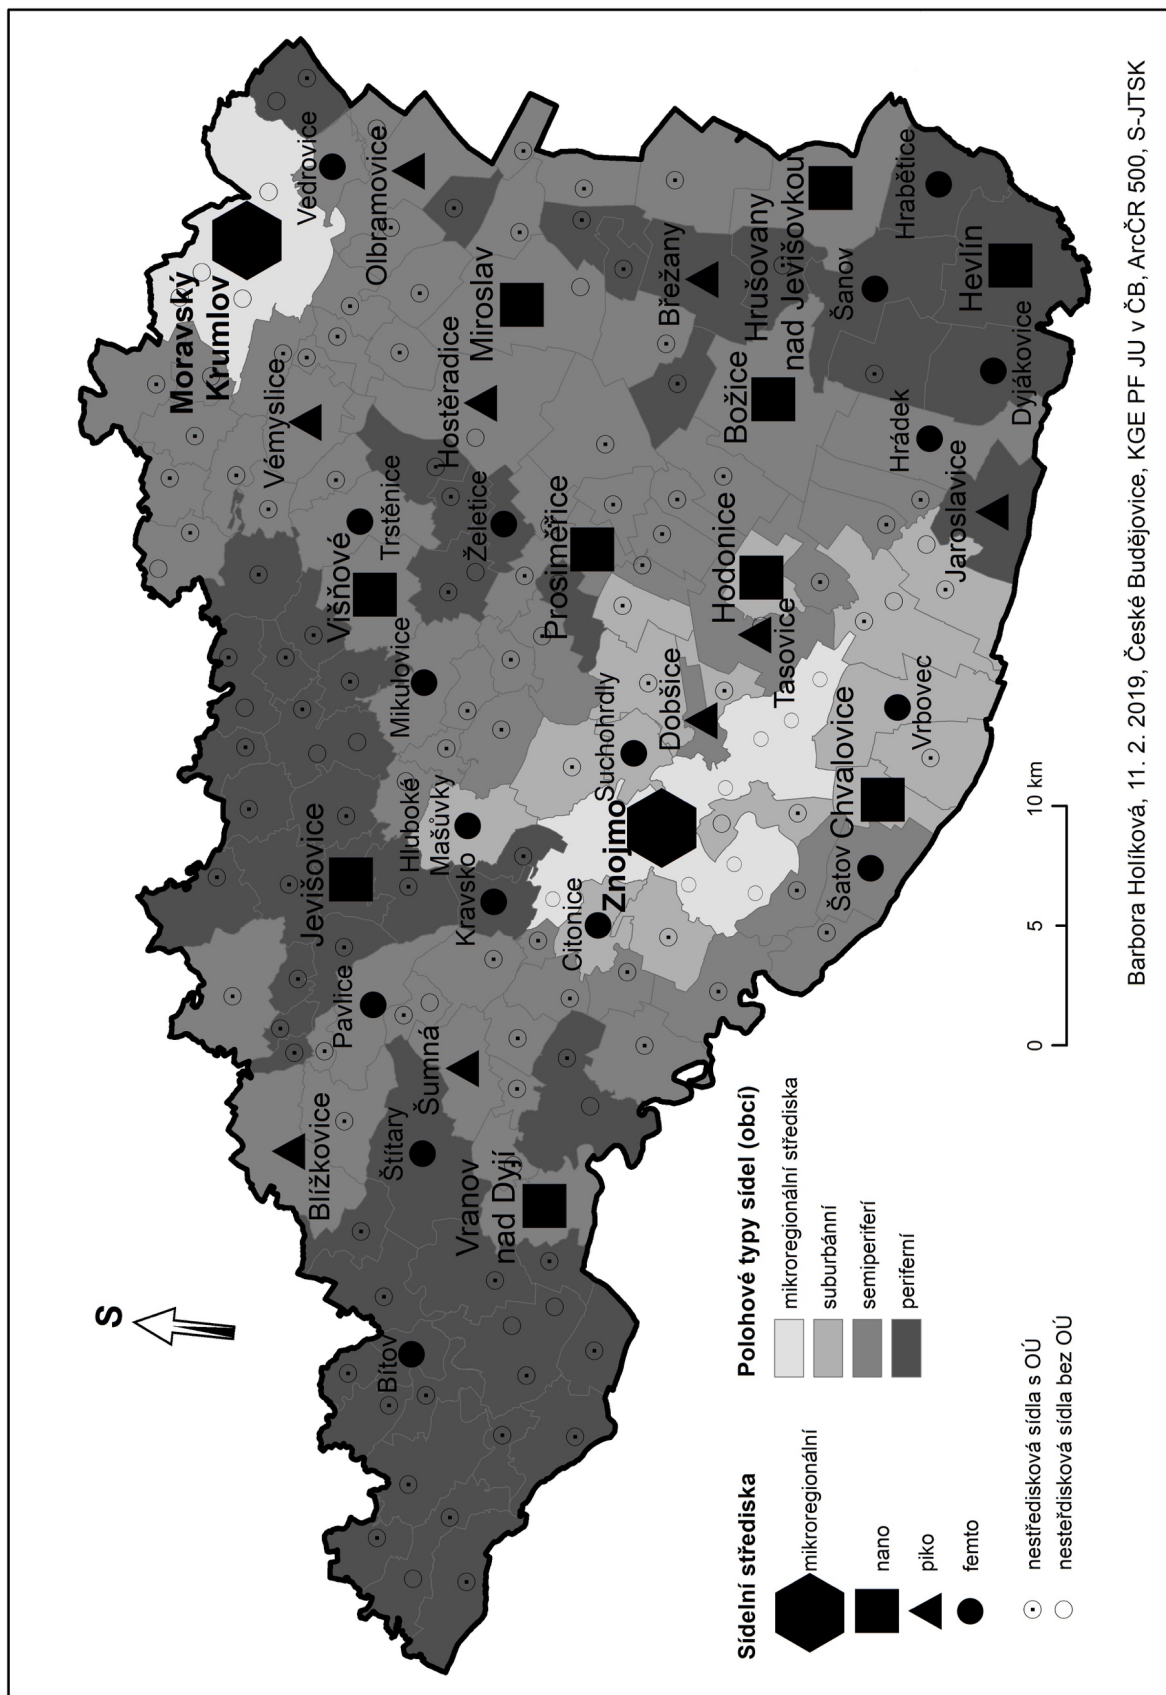 S
Moravský
Krumlov
Vedrovice
Olbramovice
Vémyslice
Hostěradice
Miroslav
Trstěnice
Višňové
Želetice
Prosiměřice
Mikulovice
Hluboké
Mašůvky
Jevišovice
Kravsko
Pavlice
Blížkovice
Šumná
Štítary
Vranov
nad Dyjí
Bítov
Citonice
Znojmo
Suchohrdly
Dobšice
Tasovice
Hodonice
Božice
Břežany
Hrušovany
nad Jevišovkou
Šanov
Hrabětice
Hevlín
Dyjákovice
Hrádek
Jaroslavice
Vrbovec
Chvalovice
Šatov
Sídelní střediska
mikroregionální
nano
piko
femto
nestředisková sídla s OÚ
nesteřdisková sídla bez OÚ
Polohové typy sídel (obcí)
mikroregionální střediska
suburbánní
semiperiferí
periferní
0
5
10 km
Barbora Holíková, 11. 2. 2019, České Budějovice, KGE PF JU v ČB, ArcČR 500, S-JTSK